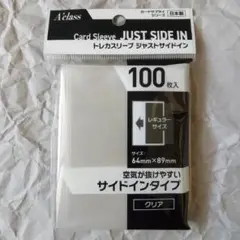 A'class
カードサプライ
シリーズ
日本製
Card Sleeve JUST SIDE IN
トレカスリーブ ジャストサイドイン
100枚入
レギュラー
サイズ
サイズ
64mm×89mm
空気が抜けやすい
サイドインタイプ
クリア